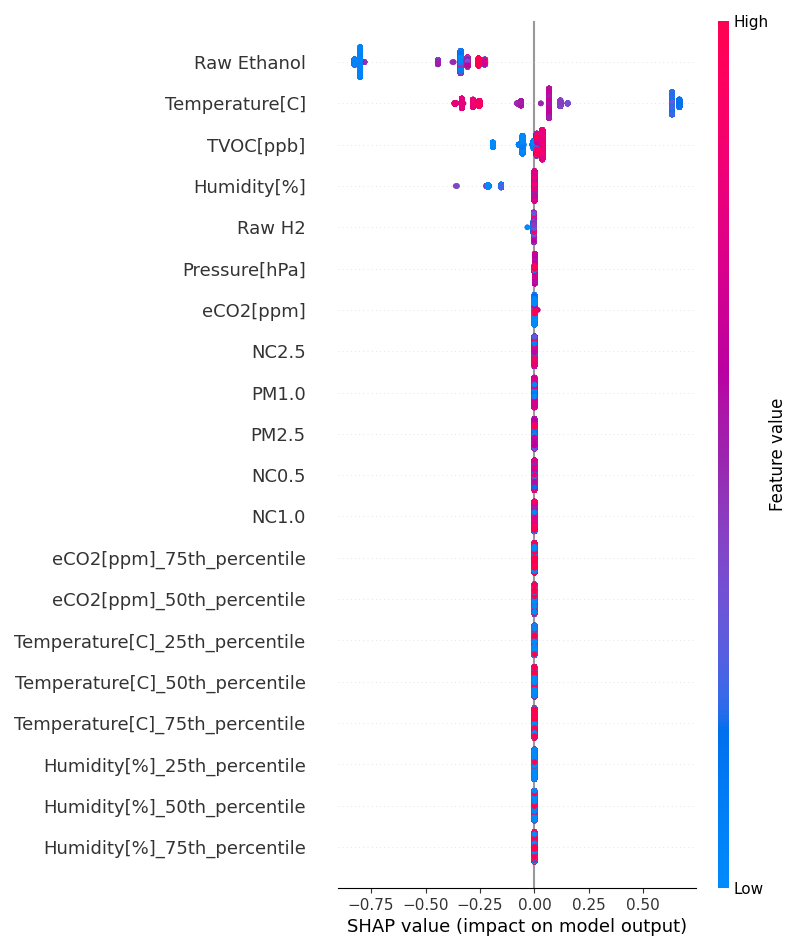 High
Raw Ethanol
Temperature[C]
TVOC[ppb]
Humidity[%]
Raw H2
Pressure[hPa]
eCO2[ppm]
NC2.5
PM1.0
PM2.5
NC0.5
NC1.0
eCO2[ppm]_75th_percentile
eCO2[ppm]_50th_percentile
Temperature[C]_25th_percentile
Temperature[C]_50th_percentile
Temperature[C]_75th_percentile
Humidity[%]_25th_percentile
Humidity[%]_50th_percentile
Humidity[%]_75th_percentile
Feature value
Low
−0.75 −0.50 −0.25 0.00 0.25 0.50
SHAP value (impact on model output)